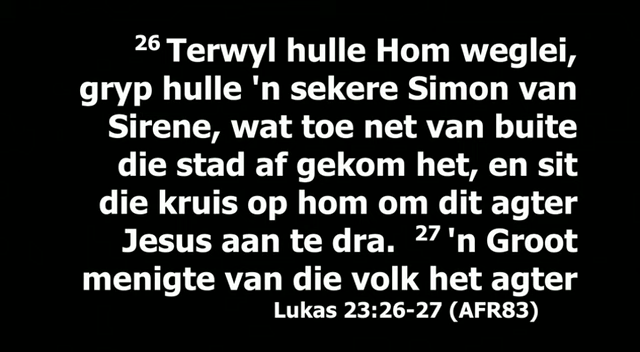 26 Terwyl hulle Hom weglei,
gryp hulle 'n sekere Simon van
Sirene, wat toe net van buite
die stad af gekom het, en sit
die kruis op hom om dit agter
Jesus aan te dra. 27 'n Groot
menigte van die volk het agter
Lukas 23:26-27 (AFR83)